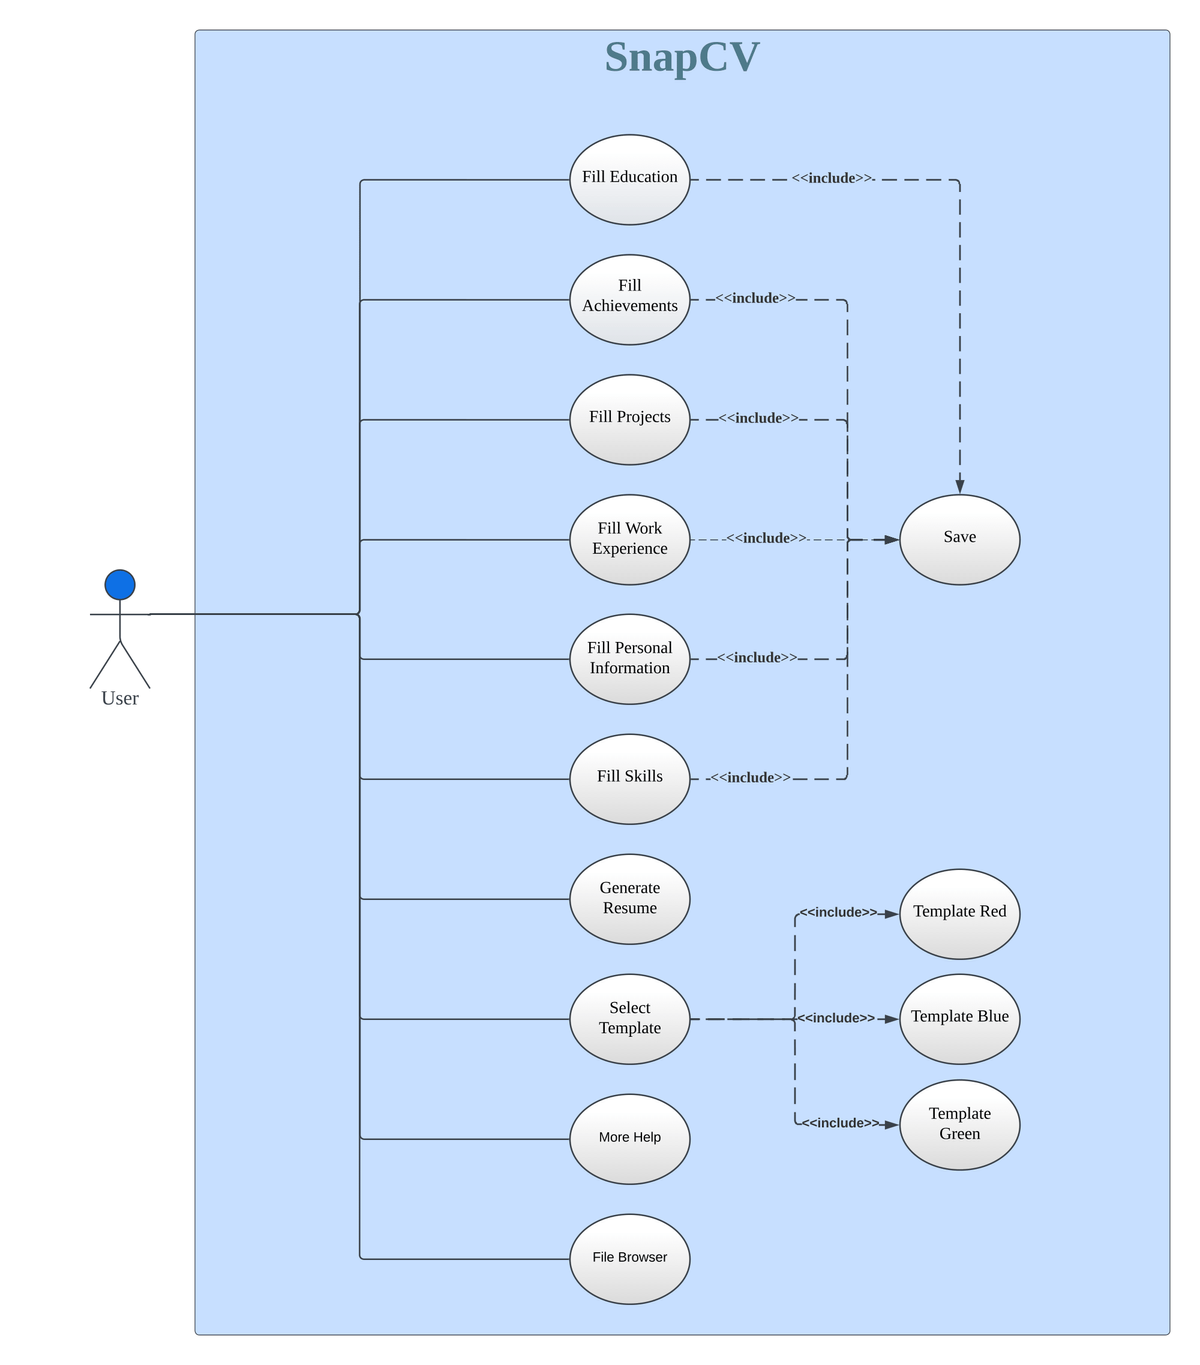 SnapCV
Fill Education
<<include>>
Fill
Achievements
<<include>>
Fill Projects
<<include>>
Fill Work
Experience
<<include>>
Save
Fill Personal
Information
<<include>>
User
Fill Skills
<<include>>
Generate
Resume
<<include>>
Template Red
Select
Template
<<include>>
Template Blue
<<include>>
Template
Green
More Help
File Browser